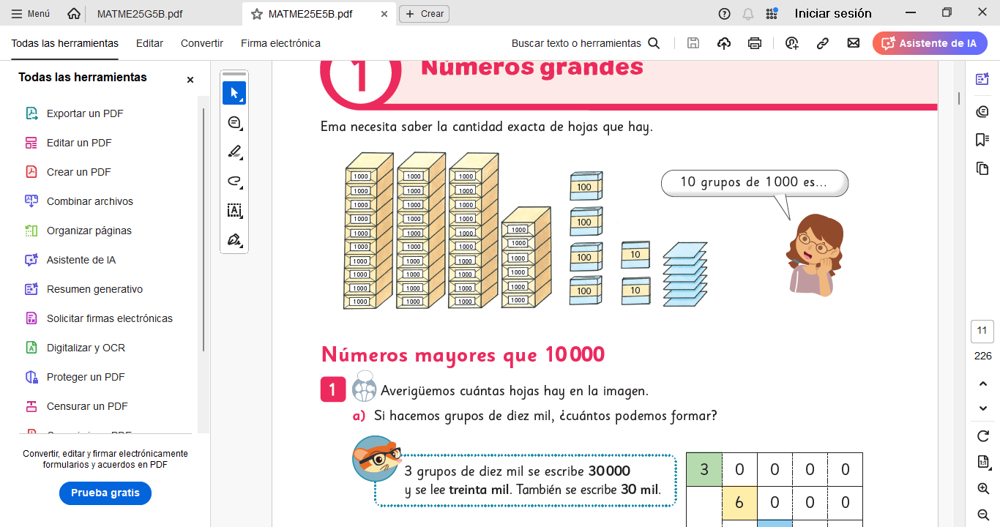 Menú
MATME25G5B.pdf
MATME25E5B.pdf
Crear
Iniciar sesión
Todas las herramientas
Editar
Convertir
Firma electrónica
Buscar texto o herramientas
Asistente de IA
Todas las herramientas
Exportar un PDF
Editar un PDF
Crear un PDF
Combinar archivos
Organizar páginas
Asistente de IA
Resumen generativo
Solicitar firmas electrónicas
Digitalizar y OCR
Proteger un PDF
Censurar un PDF
Convertir, editar y firmar electrónicamente
formularios y acuerdos en PDF
Prueba gratis
1 Números grandes
Ema necesita saber la cantidad exacta de hojas que hay.
1000 1000 1000
1000 1000 1000
1000 1000 1000
1000 1000 1000
1000 1000 1000 1000
1000 1000 1000 1000
1000 1000 1000 1000
1000 1000 1000 1000
1000 1000 1000 1000
1000 1000 1000 1000
100
100
100 10
100 10
10 grupos de 1 000 es...
Números mayores que 10 000
1 Averigüemos cuántas hojas hay en la imagen.
a) Si hacemos grupos de diez mil, ¿cuántos podemos formar?
3 grupos de diez mil se escribe 30 000
y se lee treinta mil. También se escribe 30 mil.
3 0 0 0 0
6 0 0 0
11
226